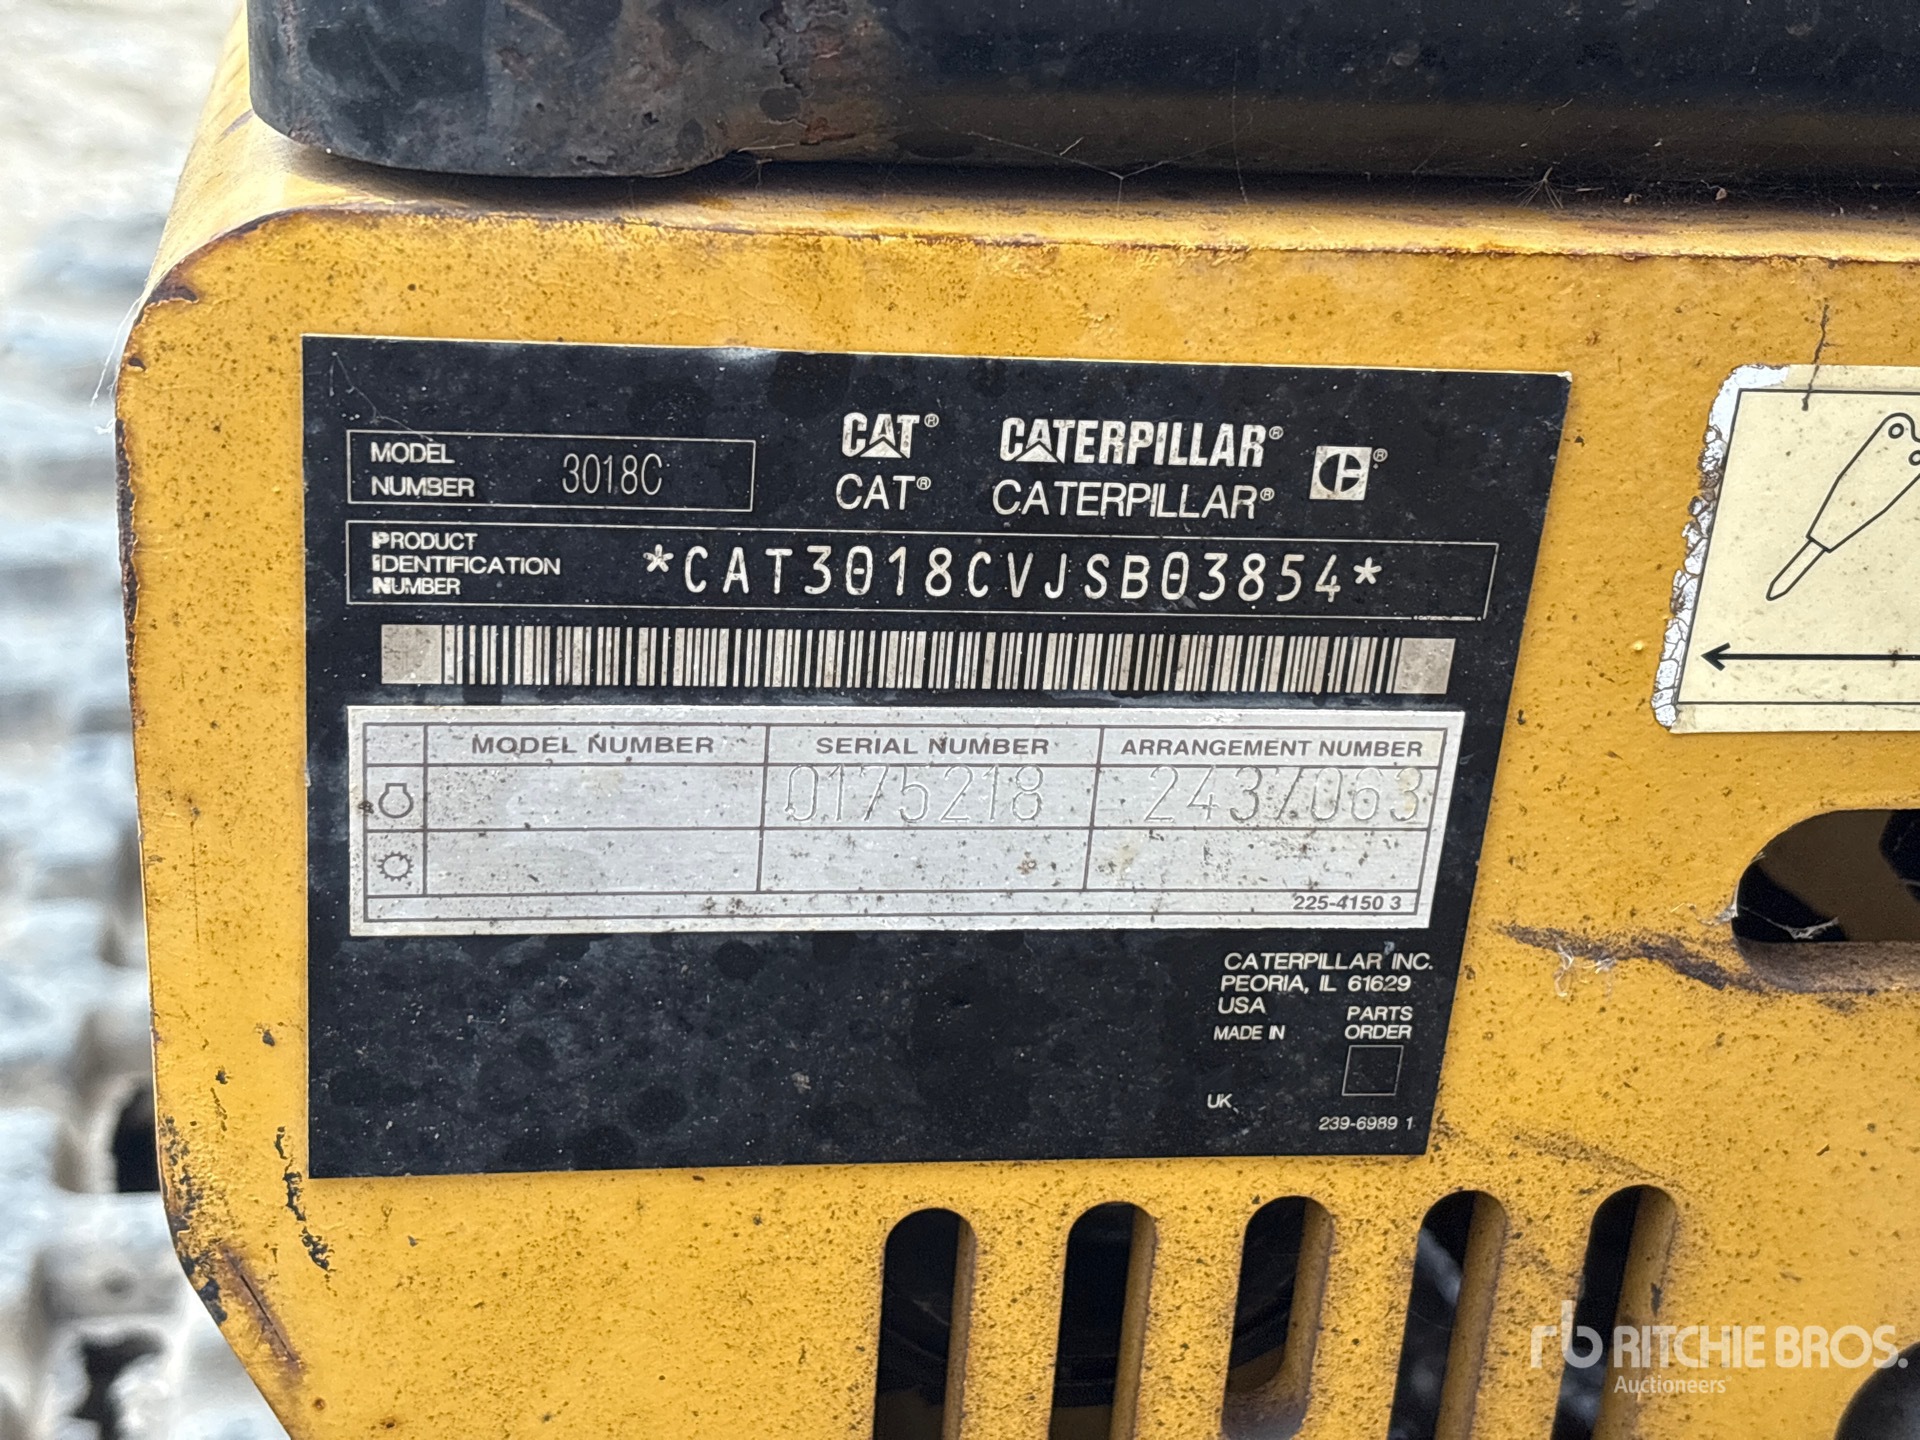 MODEL NUMBER 3018C
CAT® CATERPILLAR®
CAT® CATERPILLAR®
PRODUCT IDENTIFICATION NUMBER *CAT3018CVJSB03854*
MODEL NUMBER SERIAL NUMBER ARRANGEMENT NUMBER
0175218 2437063
225-4150 3
CATERPILLAR INC.
PEORIA, IL 61629
USA
MADE IN
PARTS ORDER
UK
239-6989 1
rb RITCHIE BROS.
Auctioneers